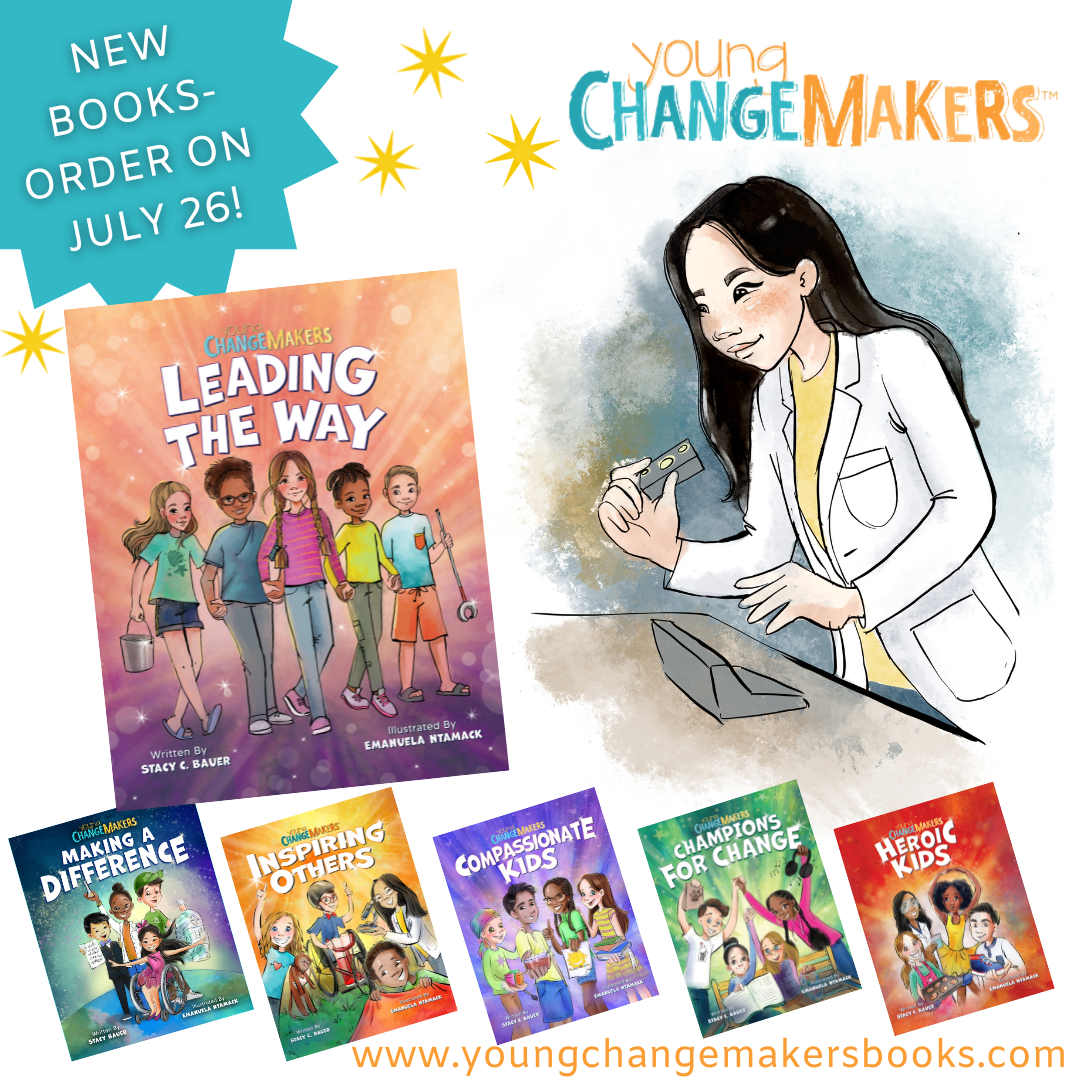 NEW
BOOKS-
ORDER ON
JULY 26!
young
CHANGEMAKERS™
young
CHANGEMAKERS
LEADING
THE WAY
Written By
STACY C. BAUER
Illustrated By
EMANUELA NTAMACK
young
CHANGEMAKERS
MAKING A
DIFFERENCE
Written By
STACY BAUER
Illustrated By
EMANUELA NTAMACK
young
CHANGEMAKERS
INSPIRING
OTHERS
Written By
STACY C. BAUER
Illustrated By
EMANUELA NTAMACK
young
CHANGEMAKERS
COMPASSIONATE
KIDS
Written By
STACY C. BAUER
Illustrated By
EMANUELA NTAMACK
young
CHANGEMAKERS
CHAMPIONS
FOR CHANGE
Written By
STACY C. BAUER
Illustrated By
EMANUELA NTAMACK
young
CHANGEMAKERS
HEROIC
KIDS
Written By
STACY C. BAUER
Illustrated By
EMANUELA NTAMACK
www.youngchangemakersbooks.com